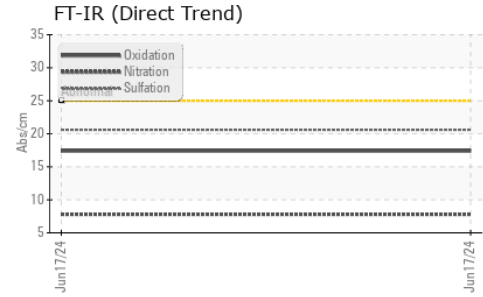 FT-IR (Direct Trend)
35
30
25
20
15
10
5
Abs/cm
Oxidation
Nitration
Sulfation
Abnormal
Jun17/24
Jun17/24